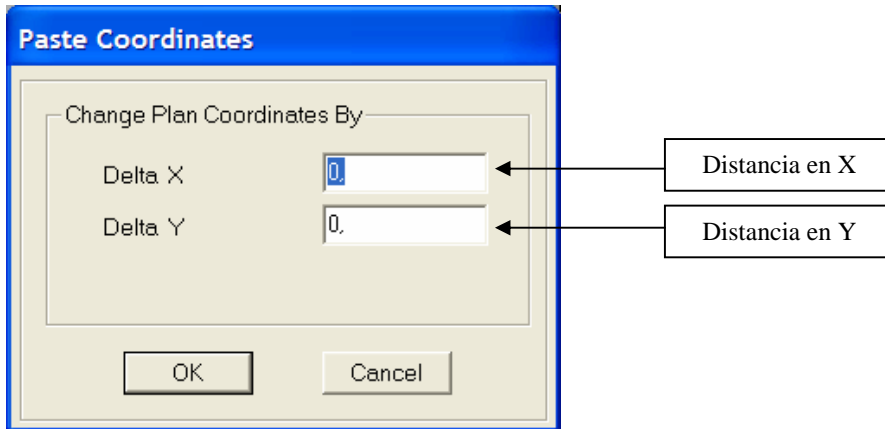 Paste Coordinates
Change Plan Coordinates By
Delta X 0, Distancia en X
Delta Y 0, Distancia en Y
OK Cancel